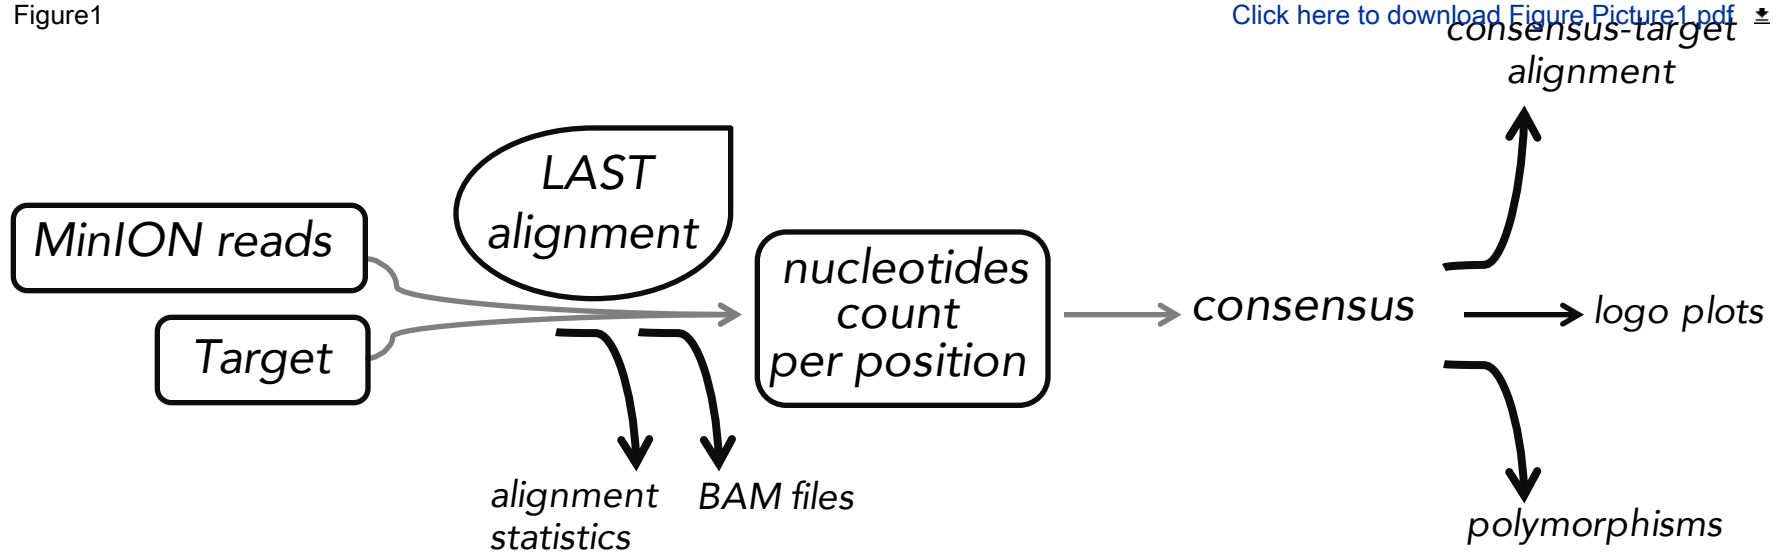 Figure1
Click here to download Figure Picture1.pdf
consensus-target
alignment
LAST
alignment
MinION reads
Target
nucleotides
count
per position
consensus
logo plots
alignment
statistics
BAM files
polymorphisms